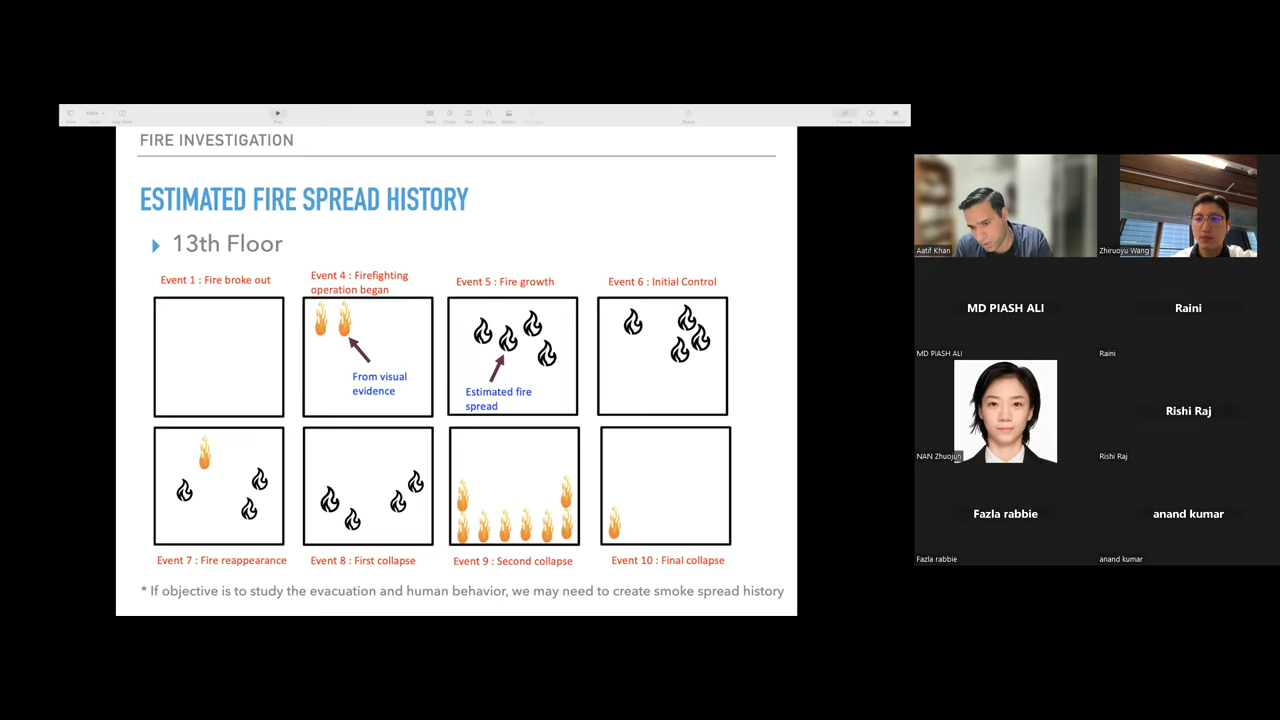 FIRE INVESTIGATION
ESTIMATED FIRE SPREAD HISTORY
13th Floor
Event 1 : Fire broke out
Event 4 : Firefighting
operation began
Event 5 : Fire growth
Event 6 : Initial Control
From visual
evidence
Estimated fire
spread
Event 7 : Fire reappearance
Event 8 : First collapse
Event 9 : Second collapse
Event 10 : Final collapse
* If objective is to study the evacuation and human behavior, we may need to create smoke spread history
Aatif Khan
Zhiruoyu Wang
MD PIASH ALI
MD PIASH ALI
Raini
Raini
NAN Zhuojun
Rishi Raj
Rishi Raj
Fazla rabbie
Fazla rabbie
anand kumar
anand kumar